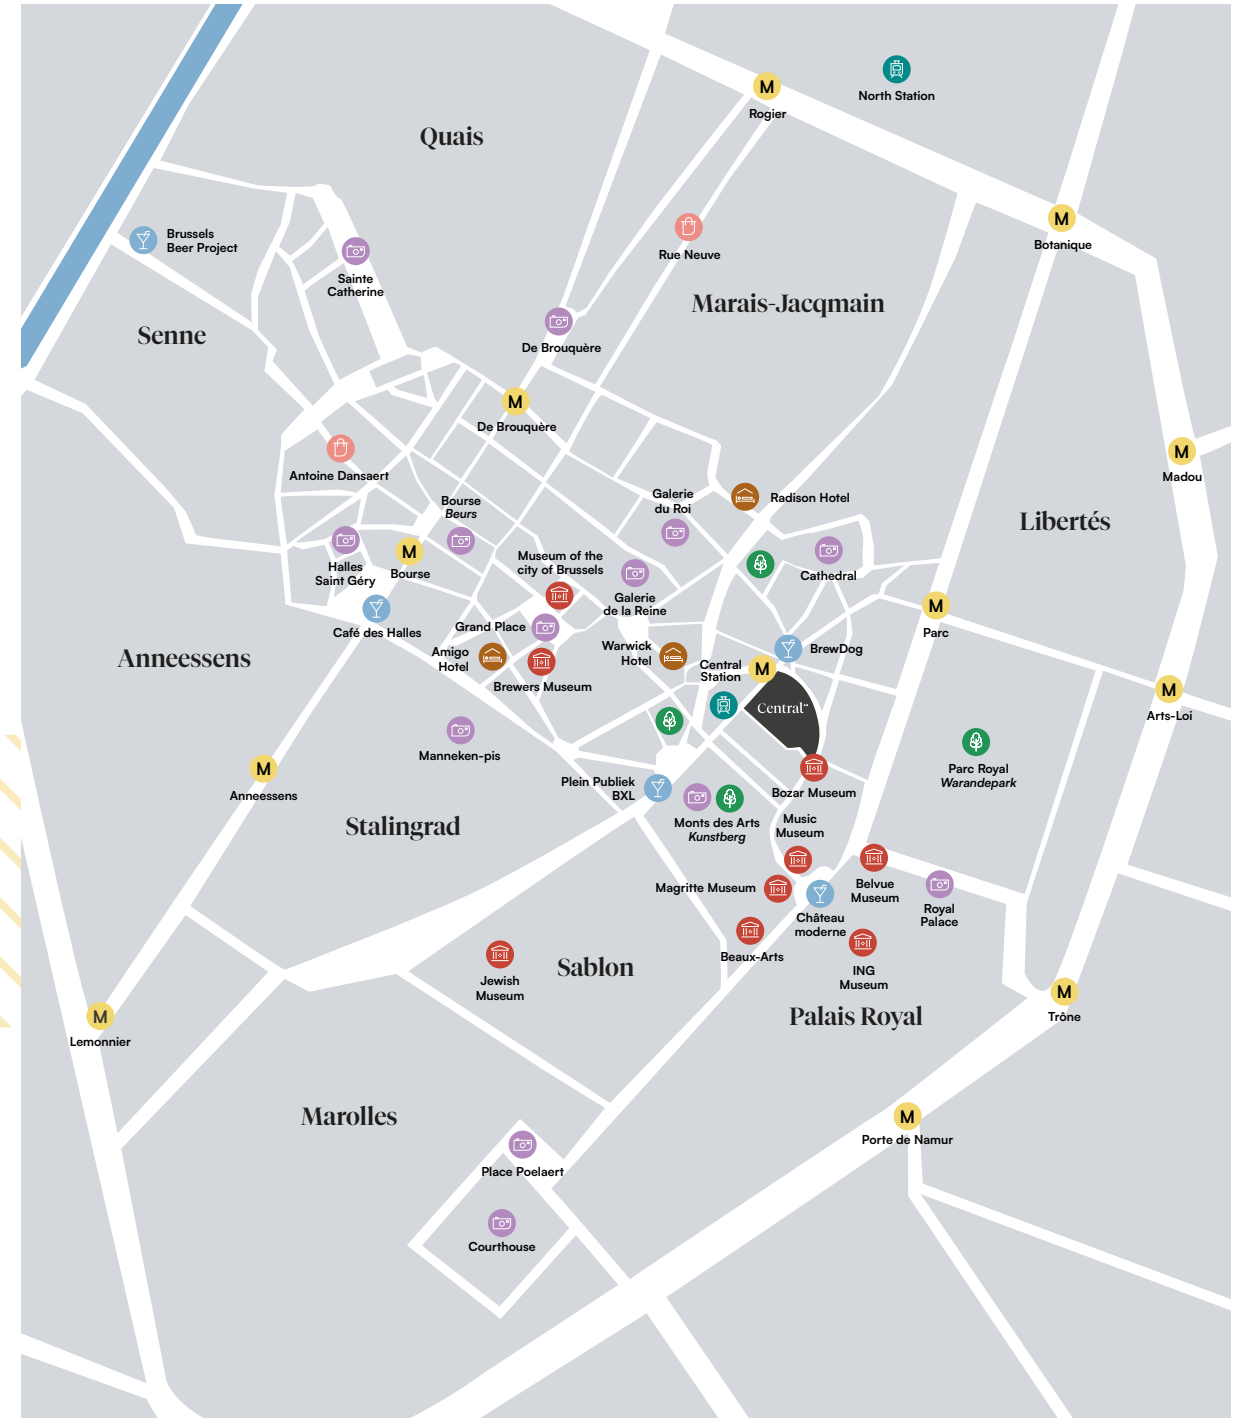 M
North Station
Rogier
Quais
M
Botanique
Brussels
Beer Project
Rue Neuve
Sainte
Catherine
Marais-Jacqmain
Senne
De Brouquère
M
De Brouquère
M
Madou
Antoine Dansaert
Galerie
du Roi
Radison Hotel
Bourse
Beurs
Libertés
M
Halles
Saint Géry
Bourse
Museum of the
city of Brussels
Cathedral
Galerie
de la Reine
M
Parc
Café des Halles
Grand Place
Amigo
Hotel
Warwick
Hotel
BrewDog
Anneessens
Central
Station
M
Brewers Museum
M
Arts-Loi
Central
Manneken-pis
M
Anneessens
Parc Royal
Warandepark
Plein Publiek
BXL
Bozar Museum
Monts des Arts
Kunstberg
Music
Museum
Stalingrad
Magritte Museum
Belvue
Museum
Royal
Palace
Château
moderne
Beaux-Arts
ING
Museum
Jewish
Museum
Sablon
M
Trône
M
Lemonnier
Palais Royal
Marolles
M
Porte de Namur
Place Poelaert
Courthouse